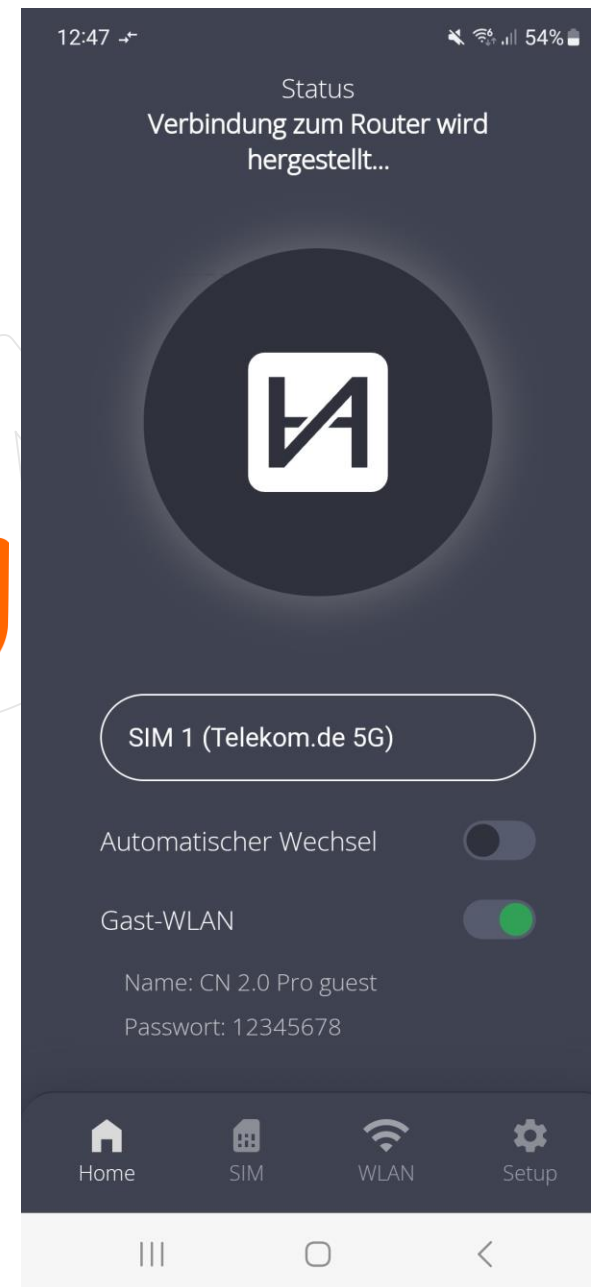 12:47
54%
Status
Verbindung zum Router wird
hergestellt...
SIM 1 (Telekom.de 5G)
Automatischer Wechsel
Gast-WLAN
Name: CN 2.0 Pro guest
Passwort: 12345678
Home SIM WLAN Setup